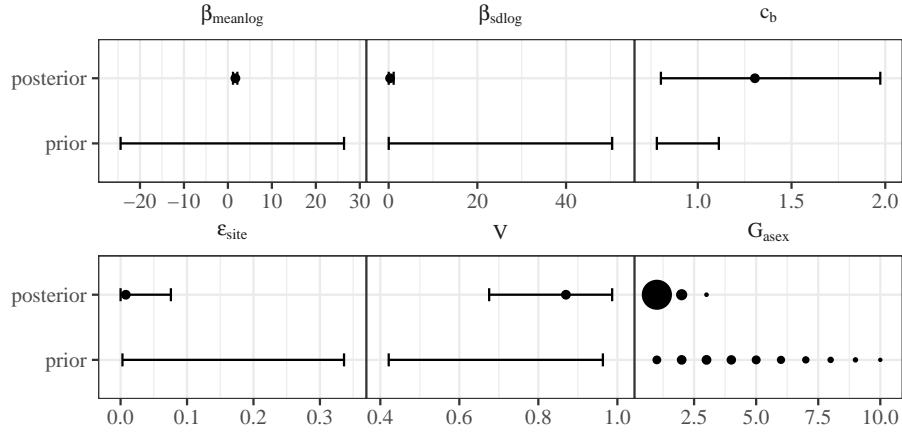 β_meanlog β_sdlog c_b
posterior
prior
−20 −10 0 10 20 30 0 20 40 1.0 1.5 2.0
ε_site V G_asex
posterior
prior
0.0 0.1 0.2 0.3 0.4 0.6 0.8 1.0 2.5 5.0 7.5 10.0